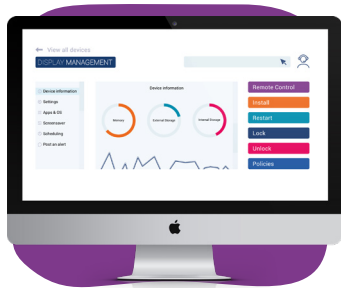 View all devices
DISPLAY MANAGEMENT
Device information
Settings
Apps & OS
Screensaver
Scheduling
Post an alert
Device information
Memory
External Storage
Internal Storage
Remote Control
Install
Restart
Lock
Unlock
Policies